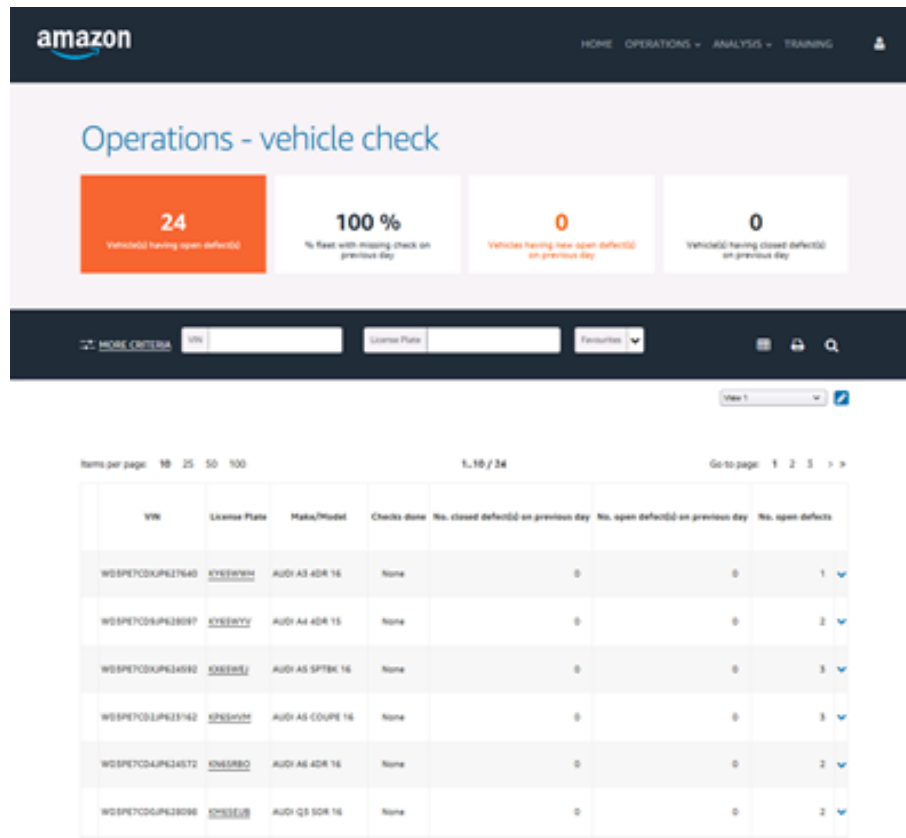 amazon
HOME OPERATIONS ANALYSIS TRAINING
Operations - vehicle check
24
Vehicle(s) having open defect(s)
100 %
% fleet with missing check on
previous day
0
Vehicles having new open defect(s)
on previous day
0
Vehicle(s) having closed defect(s)
on previous day
MORE CRITERIA VIN License Plate Favourites
View 1
Items per page: 10 25 50 100 1..10 / 24 Go to page: 1 2 3 > »
VIN License Plate Make/Model Checks done No. closed defect(s) on previous day No. open defect(s) on previous day No. open defects
AUDI A3 4DR 16 None 0 0 1
AUDI A4 4DR 15 None 0 0 2
AUDI A5 SPTBK 16 None 0 0 3
AUDI A5 COUPE 16 None 0 0 3
AUDI A6 4DR 16 None 0 0 2
AUDI Q3 5DR 16 None 0 0 2